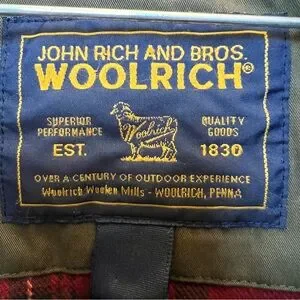 JOHN RICH AND BROS.
WOOLRICH®
SUPERIOR PERFORMANCE
Woolrich
QUALITY GOODS
EST. 1830
OVER A CENTURY OF OUTDOOR EXPERIENCE
Woolrich Woolen Mills - WOOLRICH, PENNA